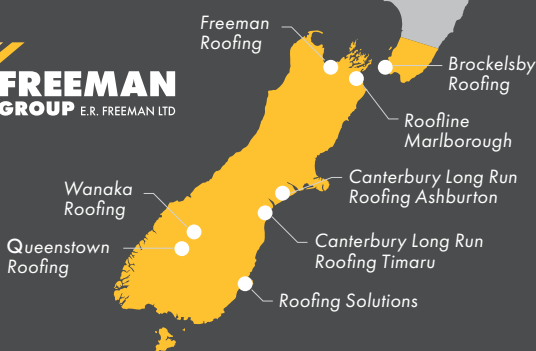 Freeman
Roofing
FREEMAN
GROUP E.R. FREEMAN LTD
Brockelsby
Roofing
Roofline
Marlborough
Canterbury Long Run
Roofing Ashburton
Wanaka
Roofing
Queenstown
Roofing
Canterbury Long Run
Roofing Timaru
Roofing Solutions